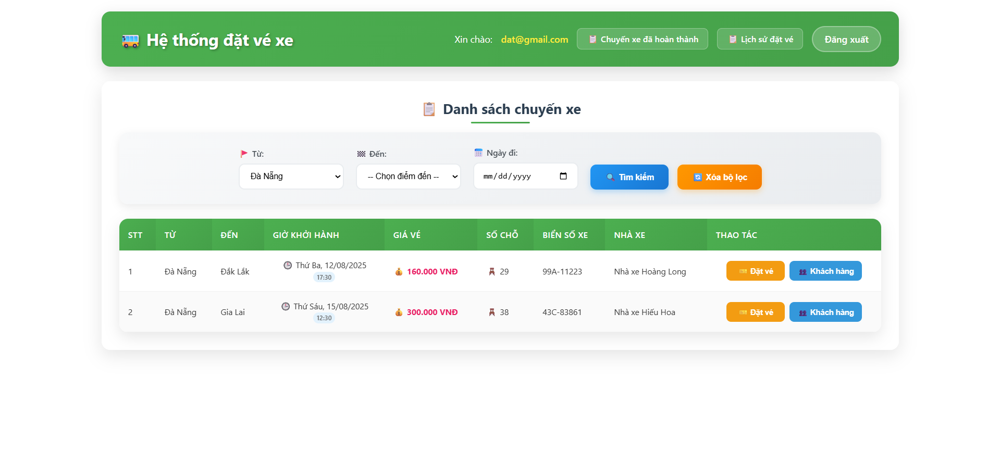 Hệ thống đặt vé xe
Xin chào: dat@gmail.com
Chuyến xe đã hoàn thành
Lịch sử đặt vé
Đăng xuất
Danh sách chuyến xe
Từ:
Đà Nẵng
Đến:
-- Chọn điểm đến --
Ngày đi:
mm/dd/yyyy
Tìm kiếm
Xóa bộ lọc
STT TỪ ĐẾN GIỜ KHỞI HÀNH GIÁ VÉ SỐ CHỖ BIỂN SỐ XE NHÀ XE THAO TÁC
1 Đà Nẵng Đắk Lắk Thứ Ba, 12/08/2025 160.000 VNĐ 29 99A-11223 Nhà xe Hoàng Long Đặt vé Khách hàng
17:30
2 Đà Nẵng Gia Lai Thứ Sáu, 15/08/2025 300.000 VNĐ 38 43C-83861 Nhà xe Hiếu Hoa Đặt vé Khách hàng
12:30